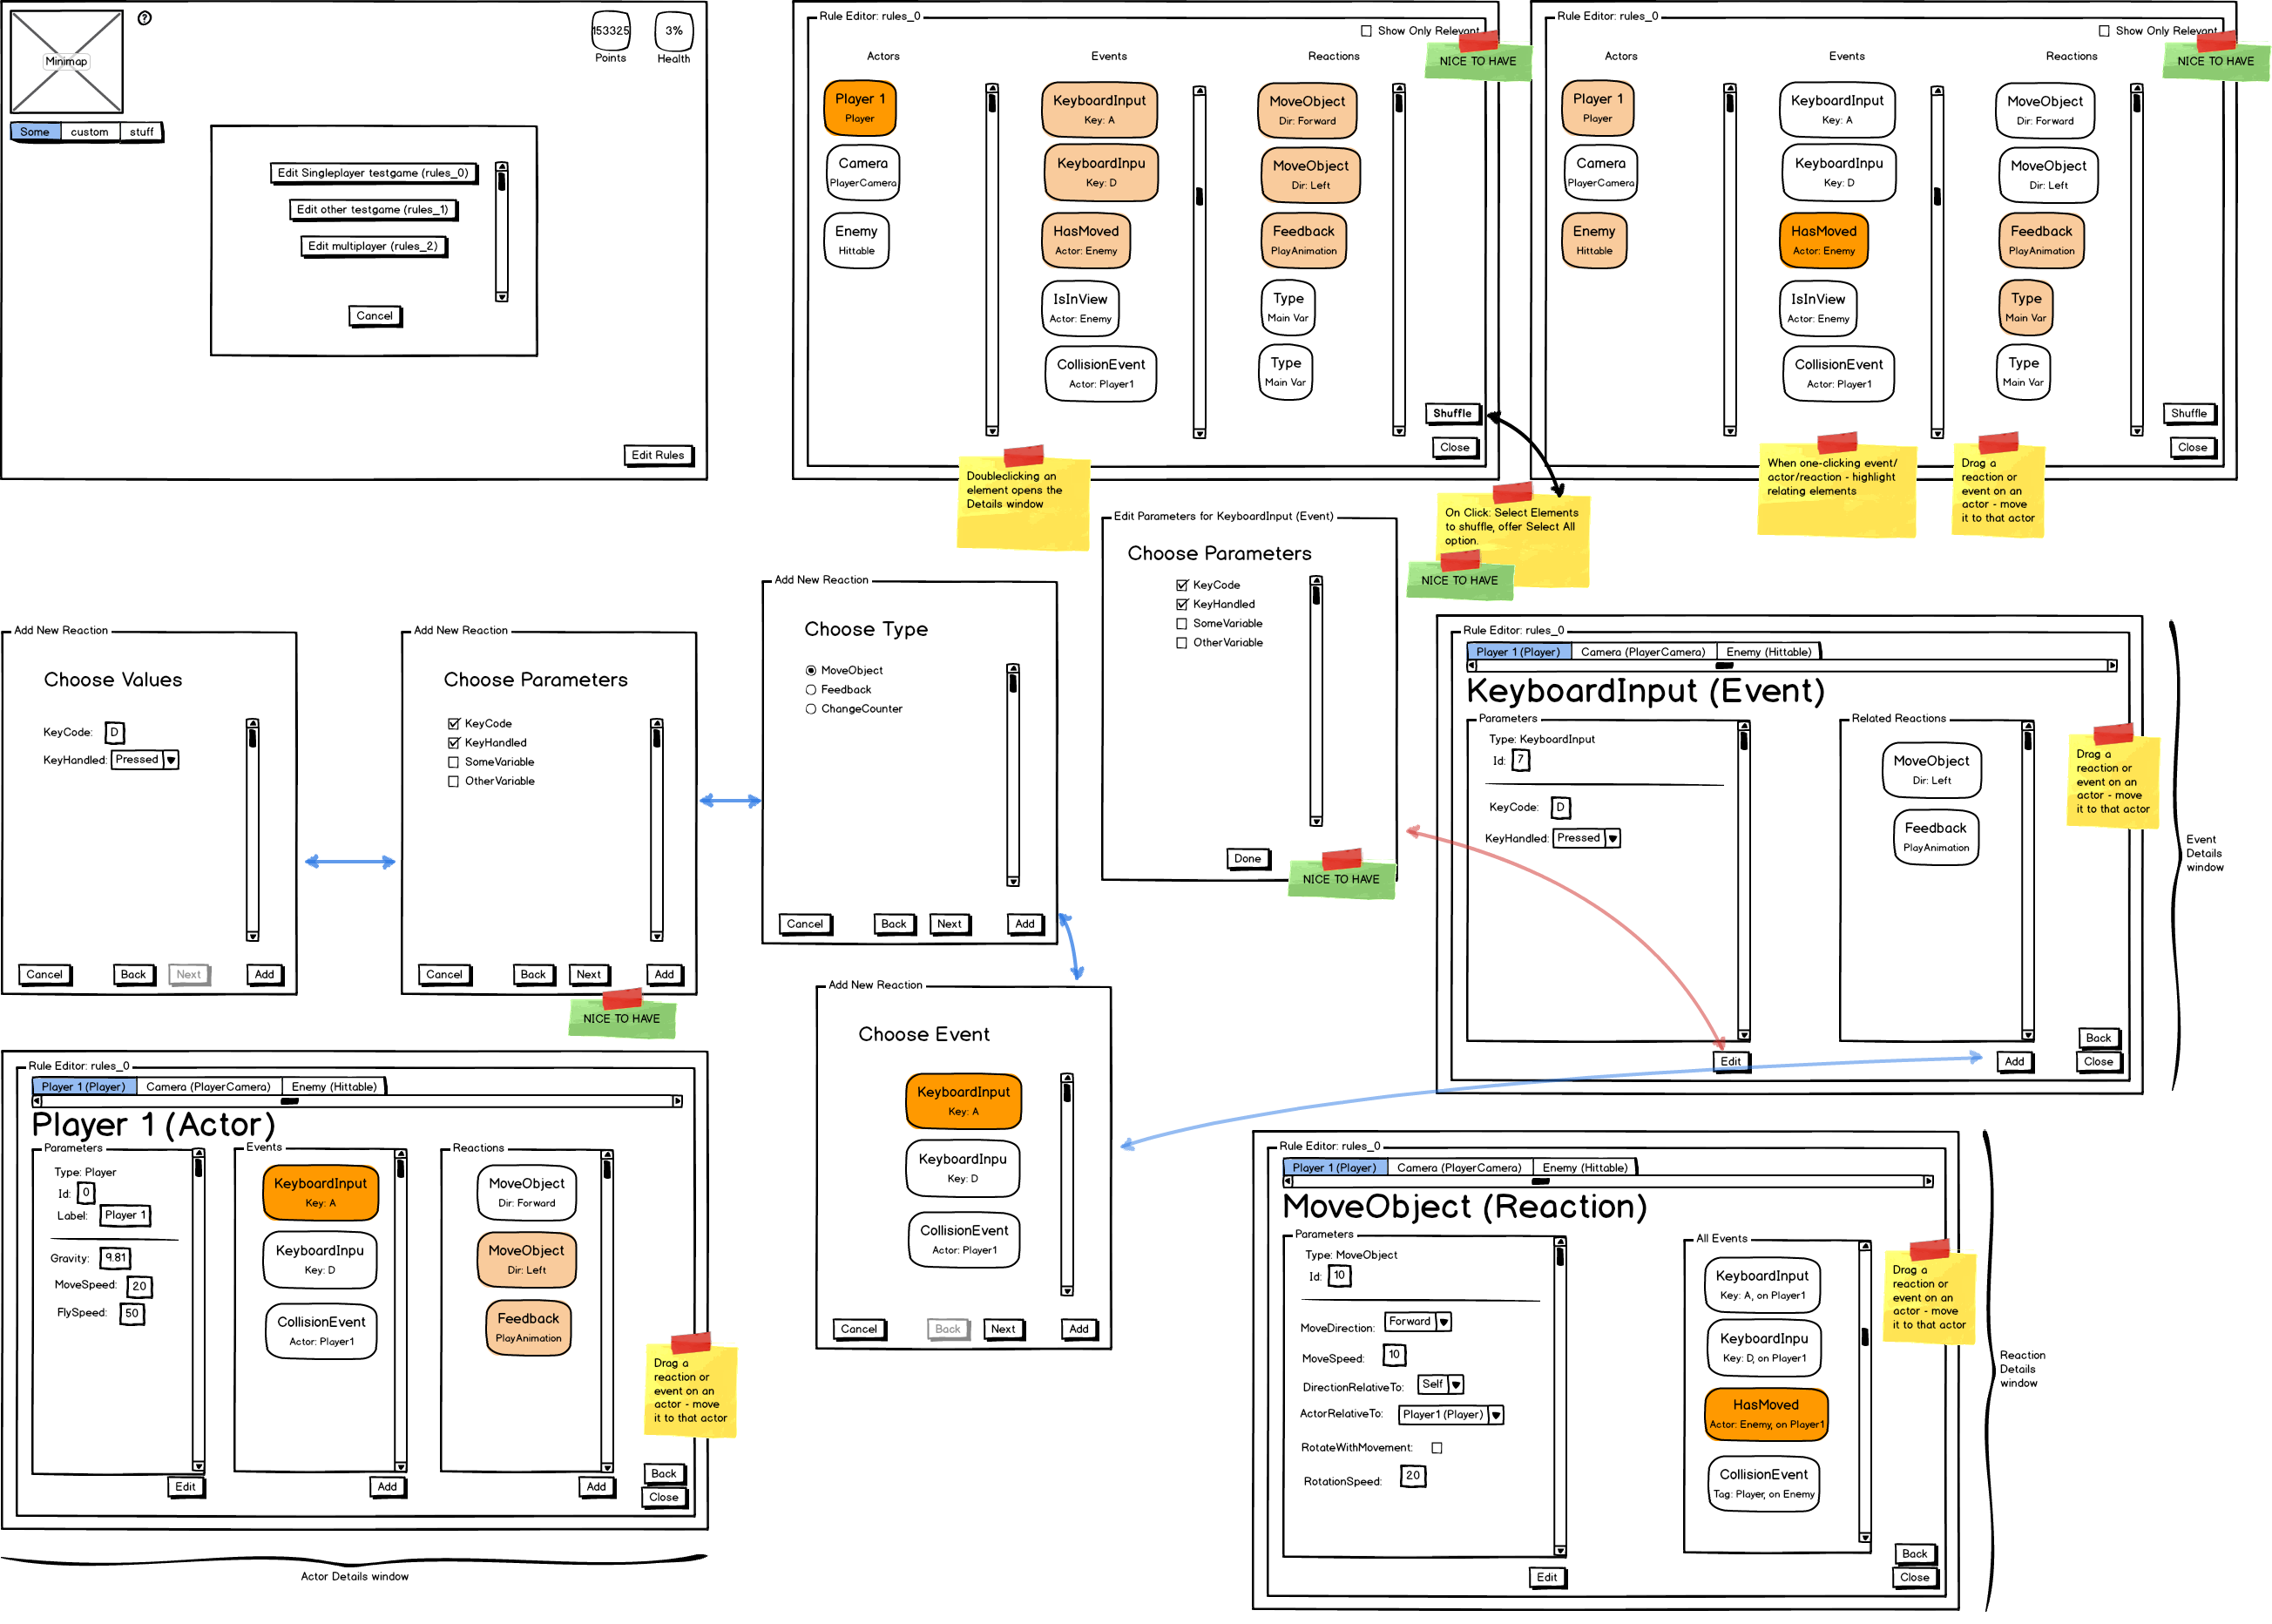 Minimap
?
153325
Points
3%
Health
Some custom stuff
Edit Singleplayer testgame (rules_0)
Edit other testgame (rules_1)
Edit multiplayer (rules_2)
Cancel
Edit Rules
Rule Editor: rules_0
Show Only Relevant
NICE TO HAVE
Actors
Events
Reactions
Player 1
Player
Camera
PlayerCamera
Enemy
Hittable
KeyboardInput
Key: A
KeyboardInpu
Key: D
HasMoved
Actor: Enemy
IsInView
Actor: Enemy
CollisionEvent
Actor: Player1
MoveObject
Dir: Forward
MoveObject
Dir: Left
Feedback
PlayAnimation
Type
Main Var
Type
Main Var
Shuffle
Close
Doubleclicking an
element opens the
Details window
Rule Editor: rules_0
Show Only Relevant
NICE TO HAVE
Actors
Events
Reactions
Player 1
Player
Camera
PlayerCamera
Enemy
Hittable
KeyboardInput
Key: A
KeyboardInpu
Key: D
HasMoved
Actor: Enemy
IsInView
Actor: Enemy
CollisionEvent
Actor: Player1
MoveObject
Dir: Forward
MoveObject
Dir: Left
Feedback
PlayAnimation
Type
Main Var
Type
Main Var
Shuffle
Close
When one-clicking event/
actor/reaction - highlight
relating elements
Drag a
reaction or
event on an
actor - move
it to that actor
On Click: Select Elements
to shuffle, offer Select All
option.
NICE TO HAVE
Edit Parameters for KeyboardInput (Event)
Choose Parameters
KeyCode
KeyHandled
SomeVariable
OtherVariable
Done
NICE TO HAVE
Add New Reaction
Choose Type
MoveObject
Feedback
ChangeCounter
Cancel
Back
Next
Add
Add New Reaction
Choose Values
KeyCode: D
KeyHandled: Pressed
Cancel
Back
Next
Add
Add New Reaction
Choose Parameters
KeyCode
KeyHandled
SomeVariable
OtherVariable
Cancel
Back
Next
Add
NICE TO HAVE
Rule Editor: rules_0
Player 1 (Player) Camera (PlayerCamera) Enemy (Hittable)
KeyboardInput (Event)
Parameters
Type: KeyboardInput
Id: 7
KeyCode: D
KeyHandled: Pressed
Edit
Related Reactions
MoveObject
Dir: Left
Feedback
PlayAnimation
Add
Back
Close
Drag a
reaction or
event on an
actor - move
it to that actor
Event
Details
window
Add New Reaction
Choose Event
KeyboardInput
Key: A
KeyboardInpu
Key: D
CollisionEvent
Actor: Player1
Cancel
Back
Next
Add
Rule Editor: rules_0
Player 1 (Player) Camera (PlayerCamera) Enemy (Hittable)
Player 1 (Actor)
Parameters
Type: Player
Id: 0
Label: Player 1
Gravity: 9.81
MoveSpeed: 20
FlySpeed: 50
Edit
Events
KeyboardInput
Key: A
KeyboardInpu
Key: D
CollisionEvent
Actor: Player1
Add
Reactions
MoveObject
Dir: Forward
MoveObject
Dir: Left
Feedback
PlayAnimation
Add
Back
Close
Drag a
reaction or
event on an
actor - move
it to that actor
Actor Details window
Rule Editor: rules_0
Player 1 (Player) Camera (PlayerCamera) Enemy (Hittable)
MoveObject (Reaction)
Parameters
Type: MoveObject
Id: 10
MoveDirection: Forward
MoveSpeed: 10
DirectionRelativeTo: Self
ActorRelativeTo: Player1 (Player)
RotateWithMovement:
RotationSpeed: 20
Edit
All Events
KeyboardInput
Key: A, on Player1
KeyboardInpu
Key: D, on Player1
HasMoved
Actor: Enemy, on Player1
CollisionEvent
Tag: Player, on Enemy
Back
Close
Drag a
reaction or
event on an
actor - move
it to that actor
Reaction
Details
window